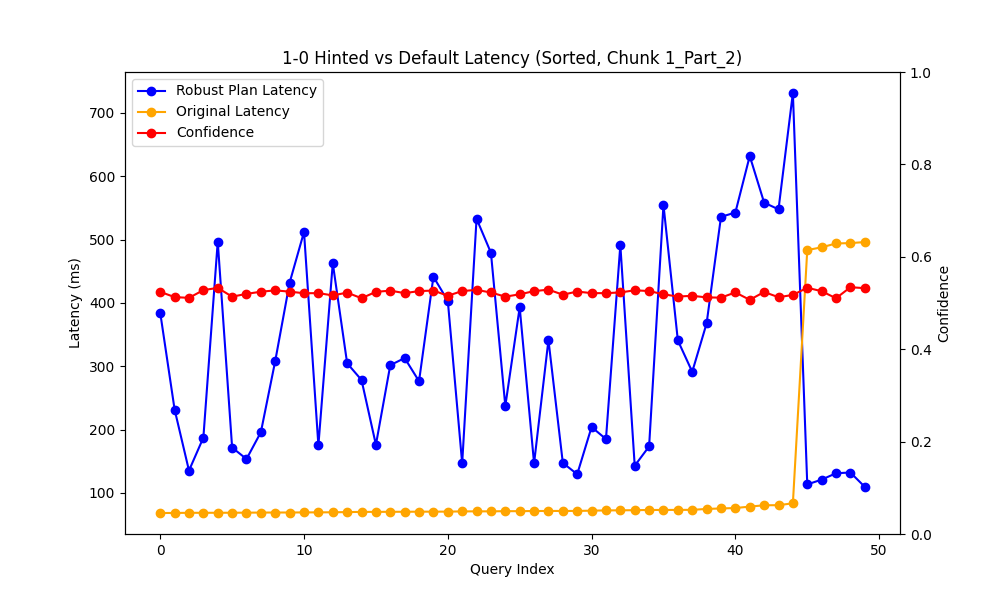 1-0 Hinted vs Default Latency (Sorted, Chunk 1_Part_2)
Robust Plan Latency
Original Latency
Confidence
Latency (ms)
700
600
500
400
300
200
100
1.0
0.8
0.6
0.4
0.2
0.0
Confidence
0
10
20
30
40
50
Query Index